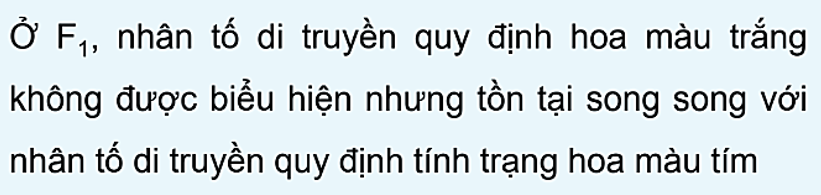 Ở F₁, nhân tố di truyền quy định hoa màu trắng
không được biểu hiện nhưng tồn tại song song với
nhân tố di truyền quy định tính trạng hoa màu tím